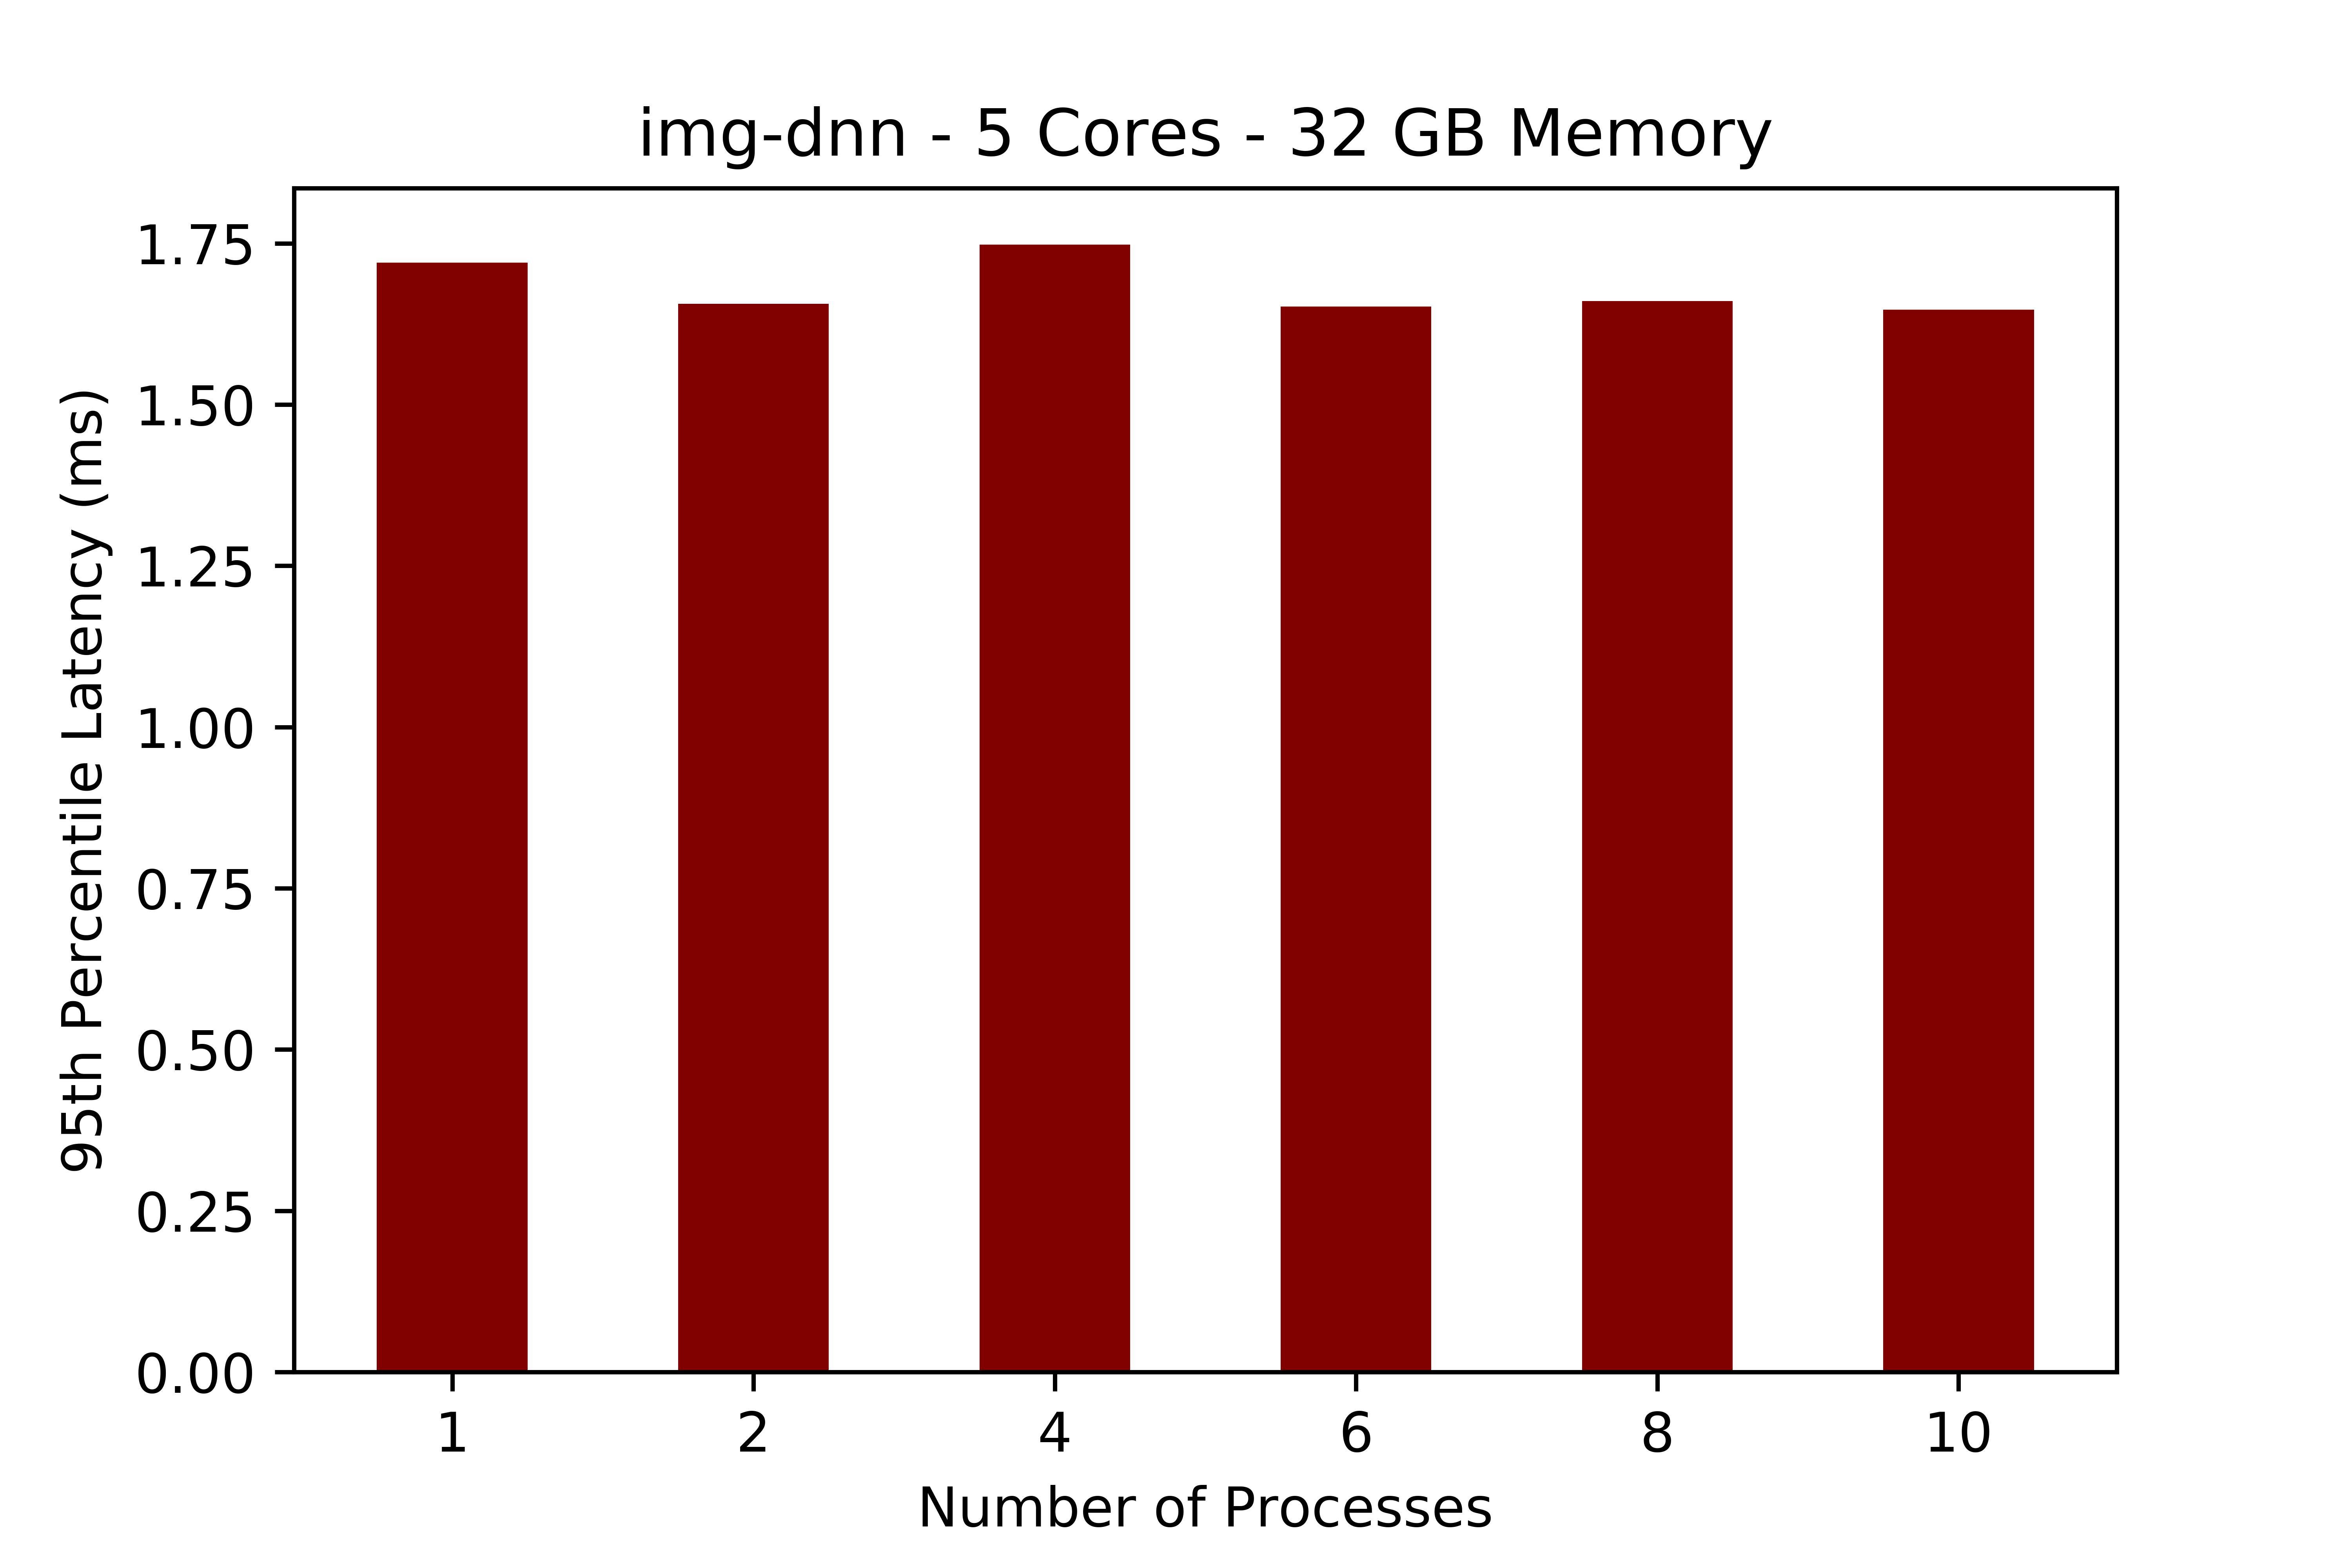 img-dnn - 5 Cores - 32 GB Memory
95th Percentile Latency (ms)
1.75
1.50
1.25
1.00
0.75
0.50
0.25
0.00
1 2 4 6 8 10
Number of Processes